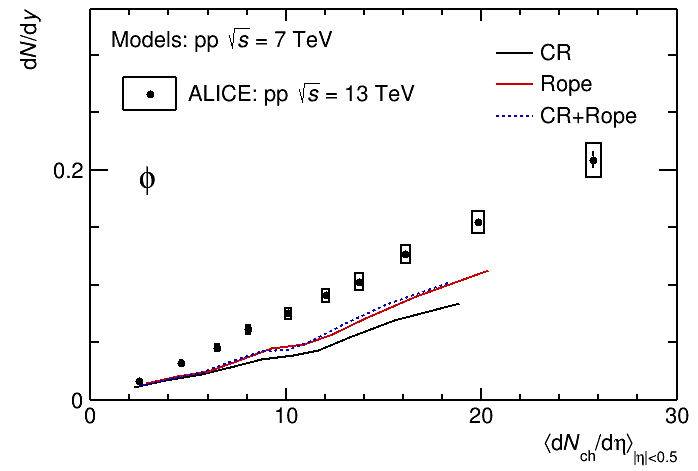 dN/dy
Models: pp √s = 7 TeV
ALICE: pp √s = 13 TeV
CR
Rope
CR+Rope
0.2
ϕ
0
0 10 20 30
⟨dNch/dη⟩|η|<0.5